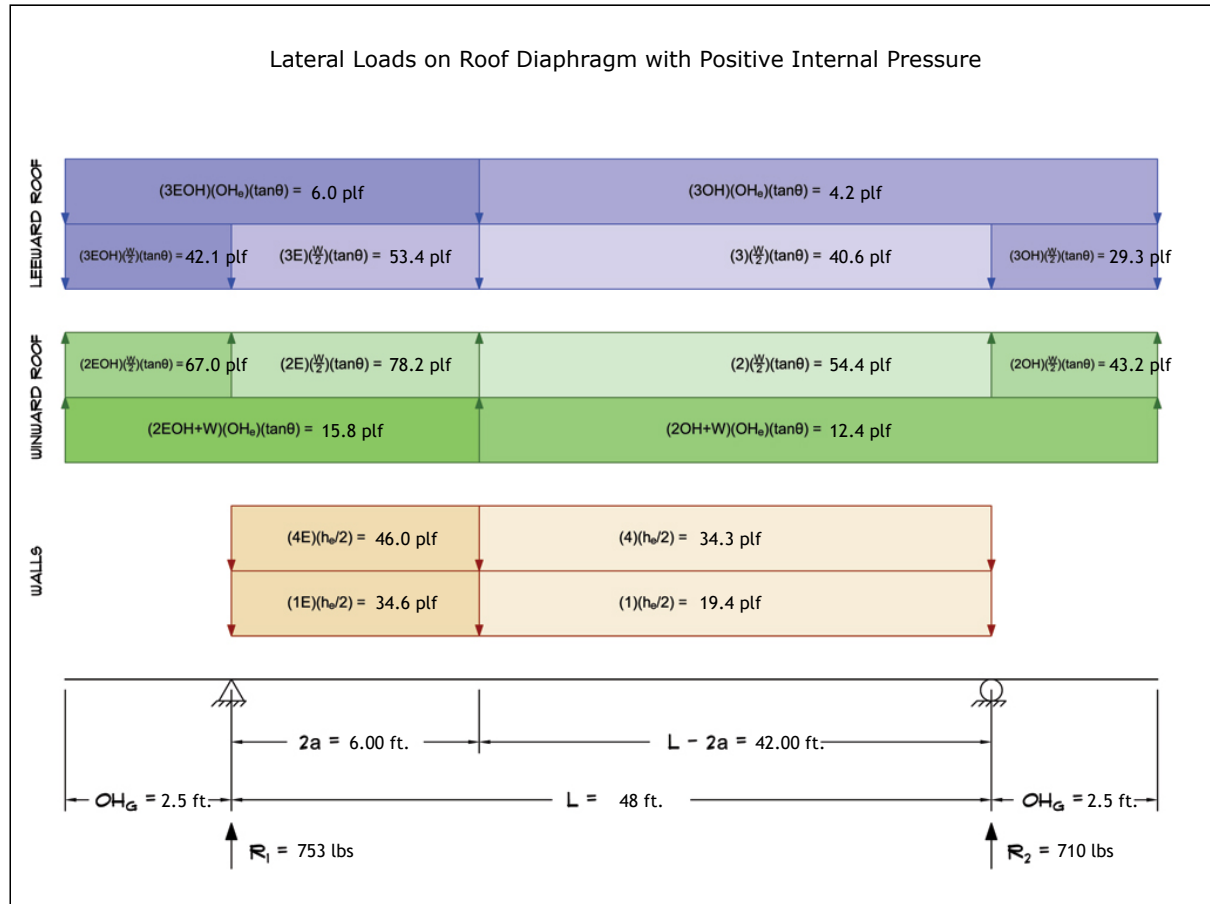 Lateral Loads on Roof Diaphragm with Positive Internal Pressure
LEEWARD ROOF
(3EOH)(OHₑ)(tanθ) = 6.0 plf
(3OH)(OHₑ)(tanθ) = 4.2 plf
(3EOH)(W/2)(tanθ) = 42.1 plf
(3E)(W/2)(tanθ) = 53.4 plf
(3)(W/2)(tanθ) = 40.6 plf
(3OH)(W/2)(tanθ) = 29.3 plf
WINWARD ROOF
(2EOH)(W/2)(tanθ) = 67.0 plf
(2E)(W/2)(tanθ) = 78.2 plf
(2)(W/2)(tanθ) = 54.4 plf
(2OH)(W/2)(tanθ) = 43.2 plf
(2EOH+W)(OHₑ)(tanθ) = 15.8 plf
(2OH+W)(OHₑ)(tanθ) = 12.4 plf
WALLS
(4E)(hₑ/2) = 46.0 plf
(4)(hₑ/2) = 34.3 plf
(1E)(hₑ/2) = 34.6 plf
(1)(hₑ/2) = 19.4 plf
2a = 6.00 ft.
L - 2a = 42.00 ft.
OH_G = 2.5 ft.
L = 48 ft.
OH_G = 2.5 ft.
R₁ = 753 lbs
R₂ = 710 lbs